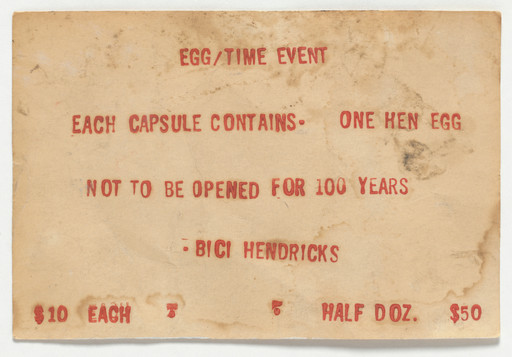 EGG/TIME EVENT
EACH CAPSULE CONTAINS• ONE HEN EGG
NOT TO BE OPENED FOR 100 YEARS
•BICI HENDRICKS
$10 EACH HALF DOZ. $50